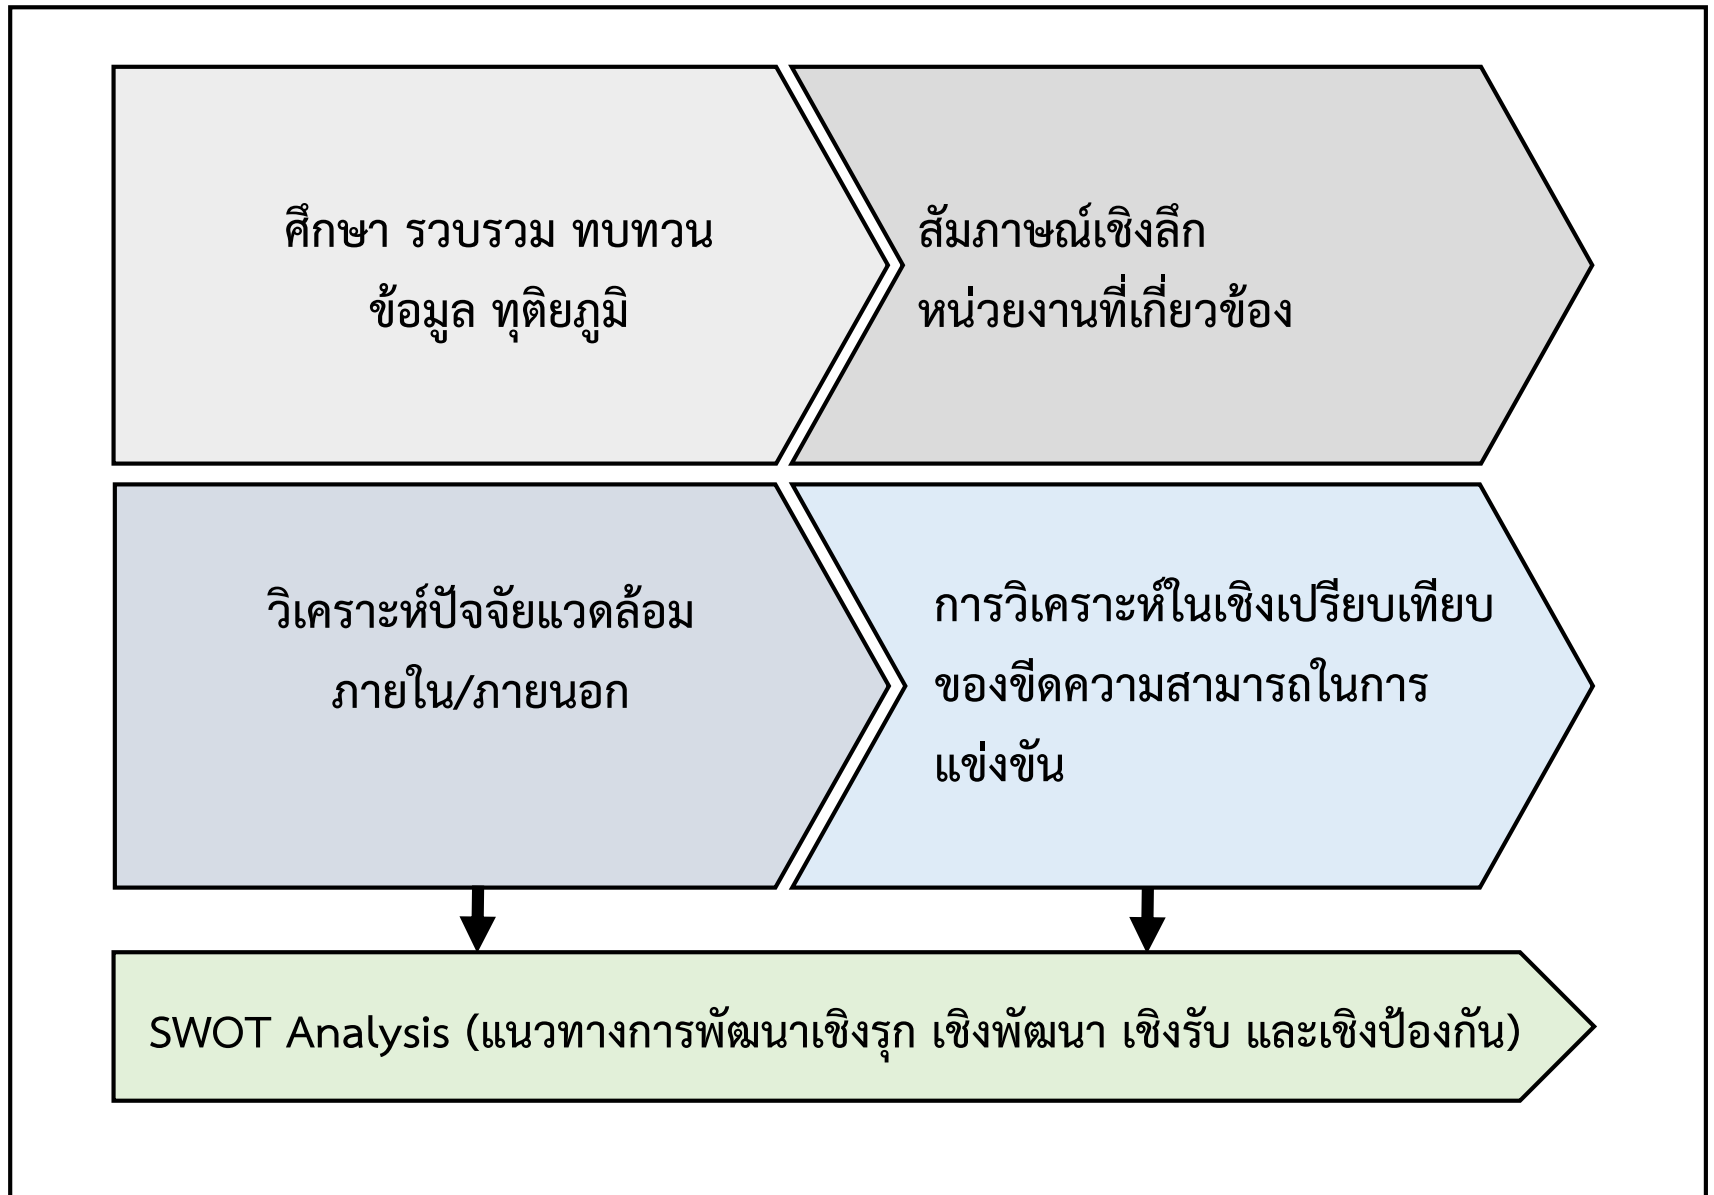 ศึกษา รวบรวม ทบทวน
ข้อมูล ทุติยภูมิ
สัมภาษณ์เชิงลึก
หน่วยงานที่เกี่ยวข้อง
วิเคราะห์ปัจจัยแวดล้อม
ภายใน/ภายนอก
การวิเคราะห์ในเชิงเปรียบเทียบ
ของขีดความสามารถในการ
แข่งขัน
SWOT Analysis (แนวทางการพัฒนาเชิงรุก เชิงพัฒนา เชิงรับ และเชิงป้องกัน)